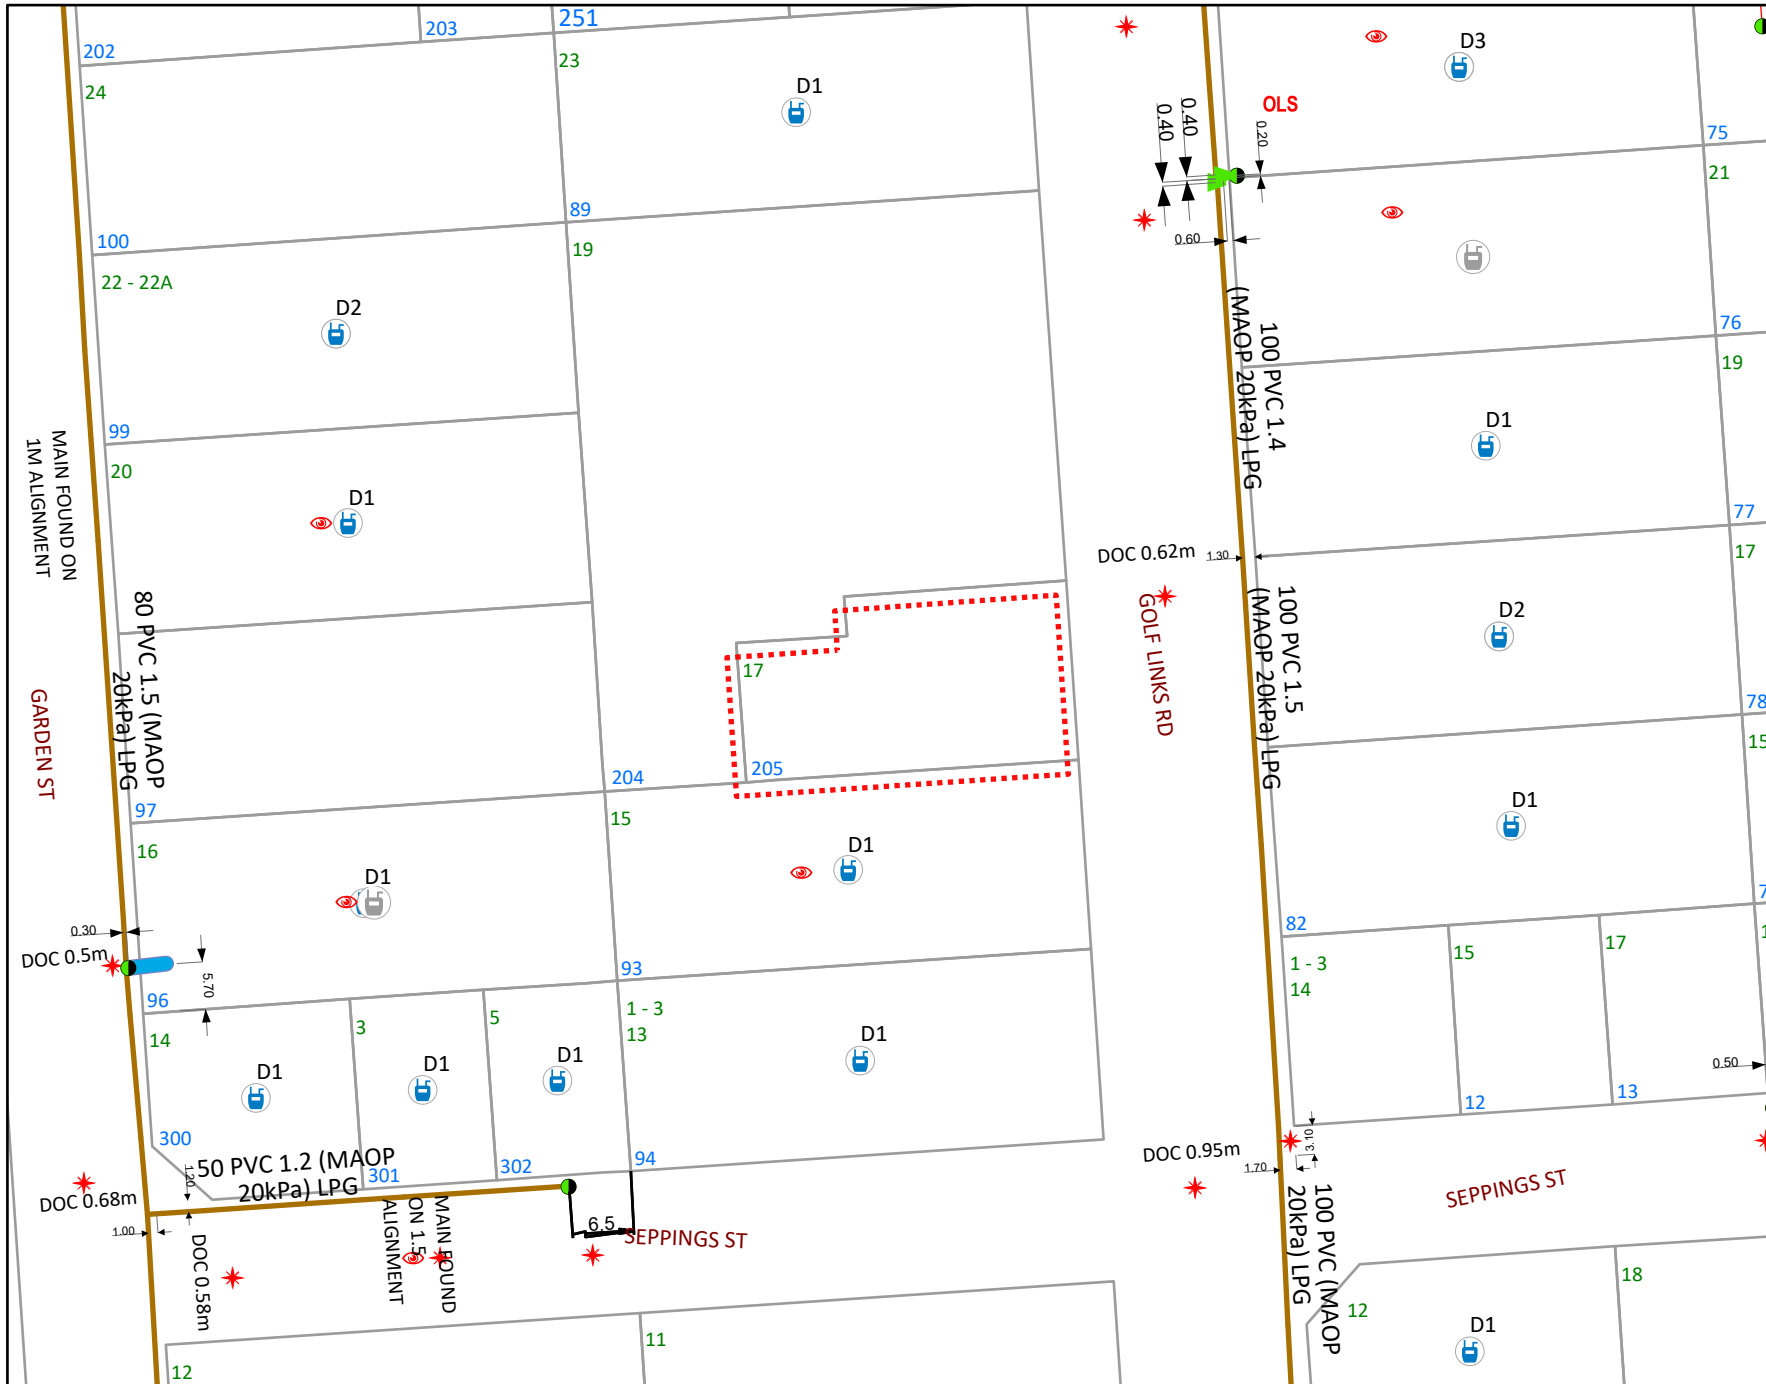 251
203
202
24
23
D1
D3
OLS
0.40
0.40
0.20
75
21
89
100
22 - 22A
19
0.60
D2
76
19
(MAOP 20kPa) LPG
100 PVC 1.4
99
20
D1
D1
MAIN FOUND ON
1M ALIGNMENT
77
17
DOC 0.62m
1.30
80 PVC 1.5 (MAOP
20kPa) LPG
GOLF LINKS RD
100 PVC 1.5
(MAOP 20kPa) LPG
D2
17
GARDEN ST
78
15
205
204
97
15
16
D1
D1
D1
82
0.30
DOC 0.5m
5.70
93
96
14
3
5
1 - 3
13
1 - 3
14
15
17
D1
D1
D1
D1
0.50
12
13
300
50 PVC 1.2 (MAOP
20kPa) LPG
301
302
94
DOC 0.95m
1.70
3.10
1.20
DOC 0.68m
1.00
DOC 0.58m
MAIN FOUND
ON 1.5
ALIGNMENT
6.5
SEPPINGS ST
SEPPINGS ST
100 PVC (MAOP
20kPa) LPG
18
12
D1
11
12